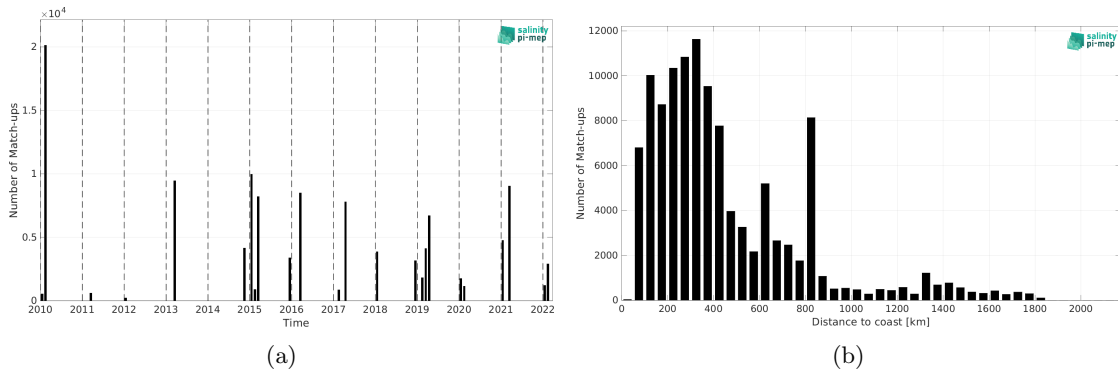 ×10⁴
2
1.5
1
0.5
0
Number of Match-ups
2010 2011 2012 2013 2014 2015 2016 2017 2018 2019 2020 2021 2022
Time
salinity
pi-mep
(a)
12000
10000
8000
6000
4000
2000
0
Number of Match-ups
0 200 400 600 800 1000 1200 1400 1600 1800 2000
Distance to coast [km]
salinity
pi-mep
(b)